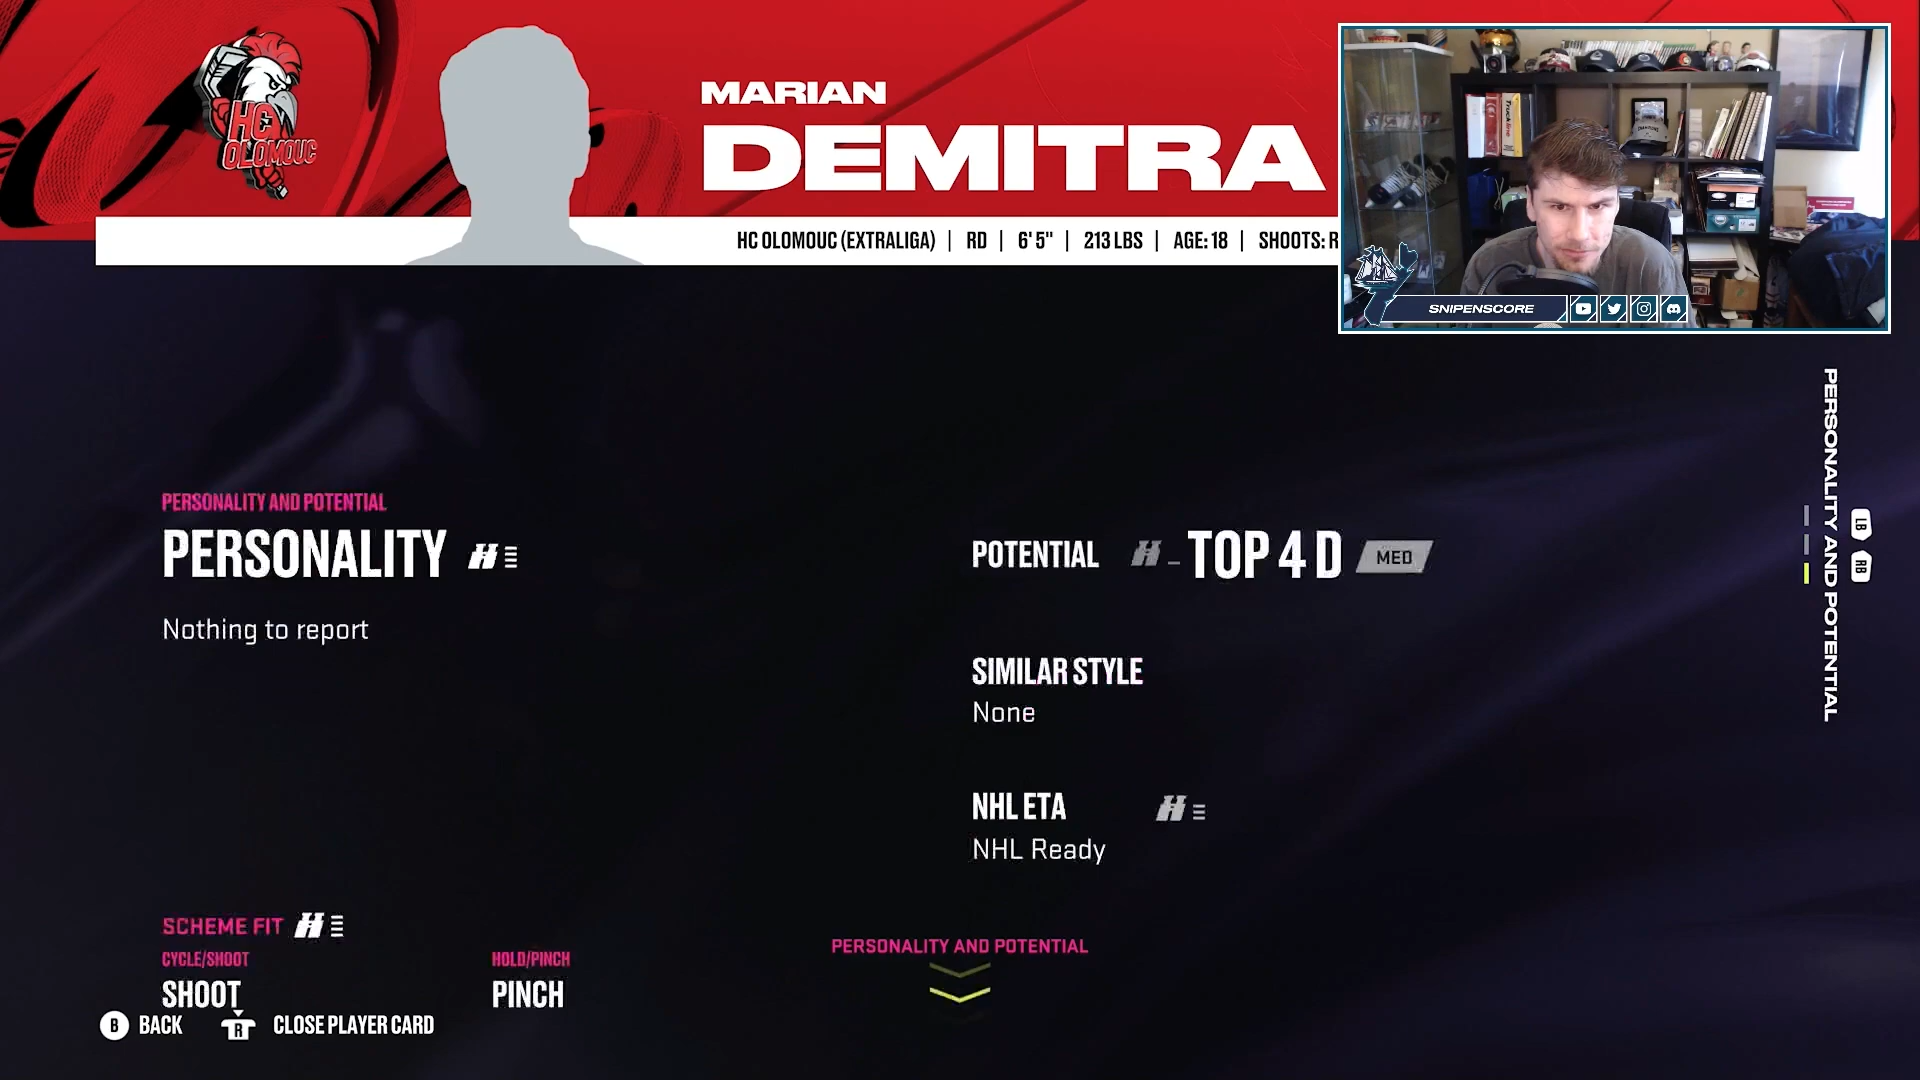 HC
OLOMOUC
MARIAN
DEMITRA
HC OLOMOUC (EXTRALIGA) | RD | 6' 5" | 213 LBS | AGE: 18 | SHOOTS: R
SNIPENSCORE
PERSONALITY AND POTENTIAL
LB
RB
PERSONALITY AND POTENTIAL
PERSONALITY
Nothing to report
POTENTIAL TOP 4 D MED
SIMILAR STYLE
None
NHL ETA
NHL Ready
SCHEME FIT
CYCLE/SHOOT
SHOOT
HOLD/PINCH
PINCH
PERSONALITY AND POTENTIAL
B BACK R CLOSE PLAYER CARD